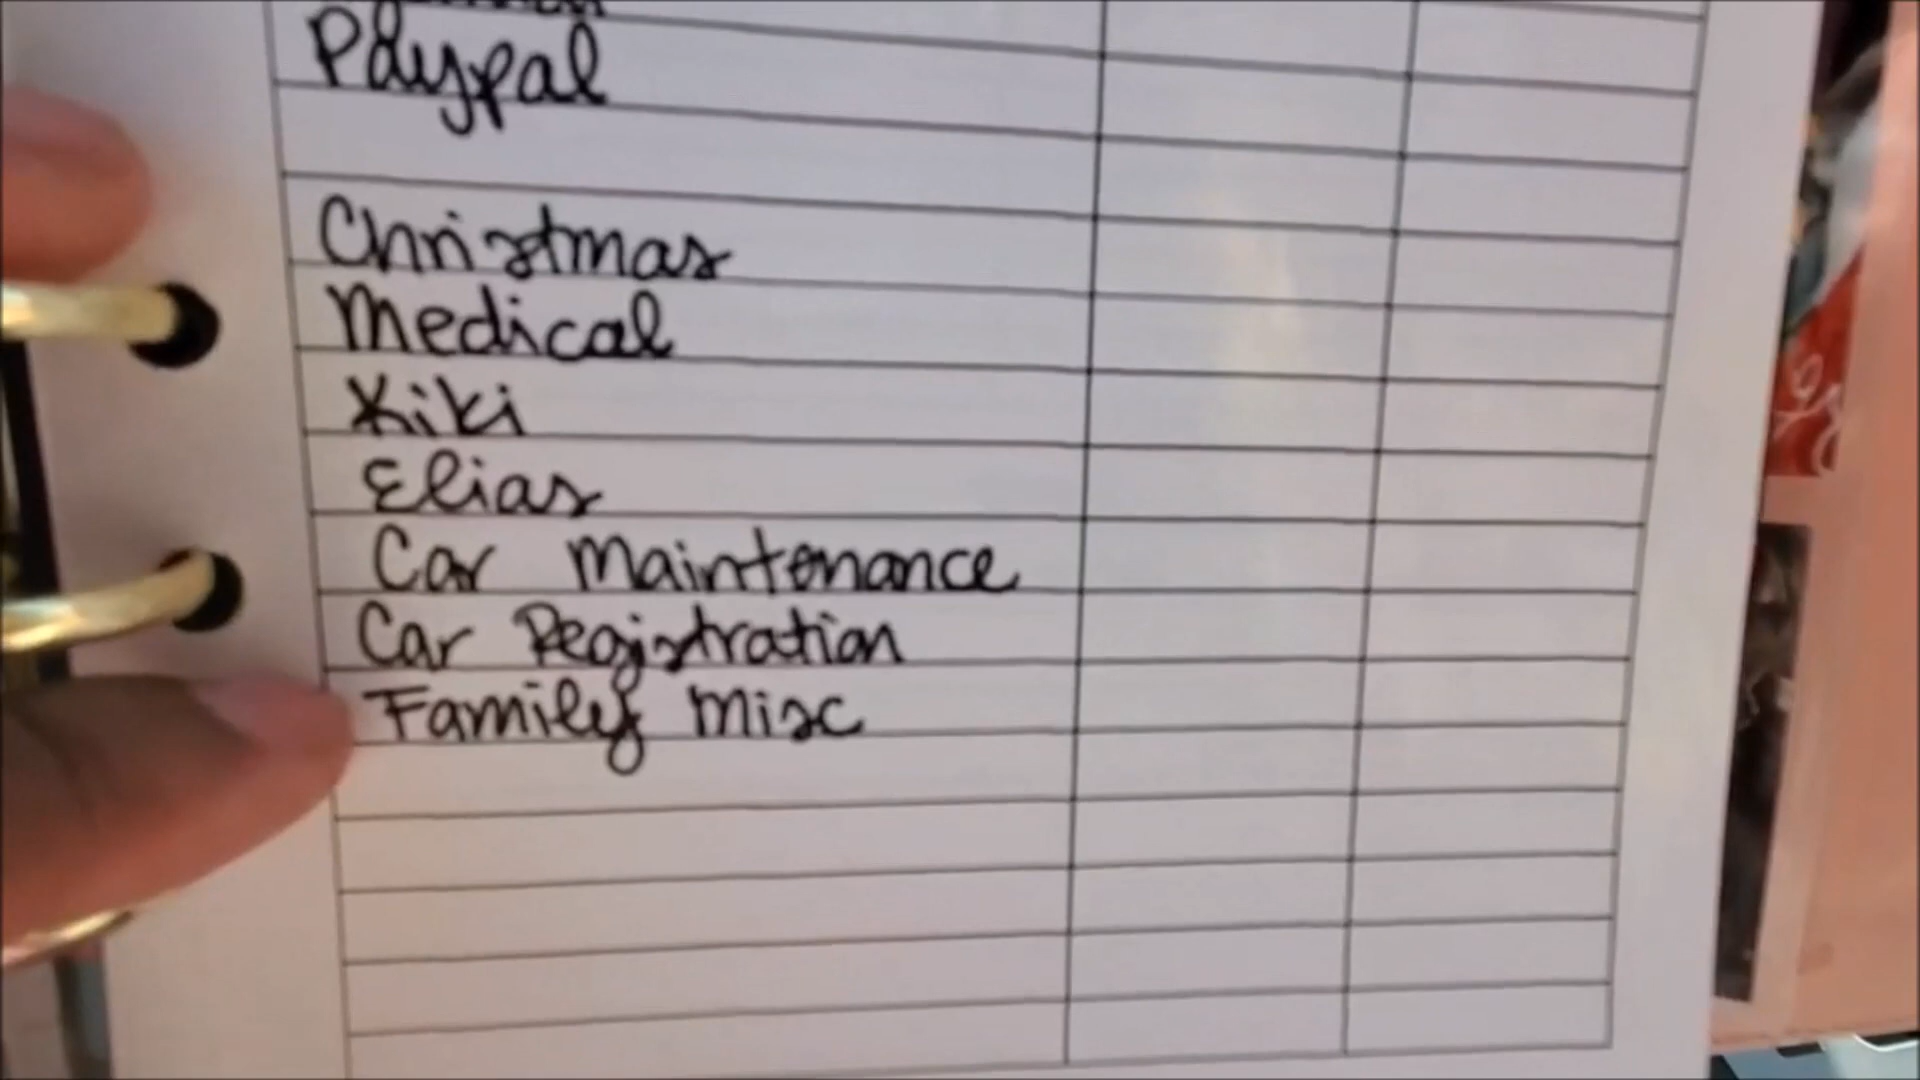 Paypal
Christmas
Medical
Kiki
Elias
Car Maintenance
Car Registration
Family Misc